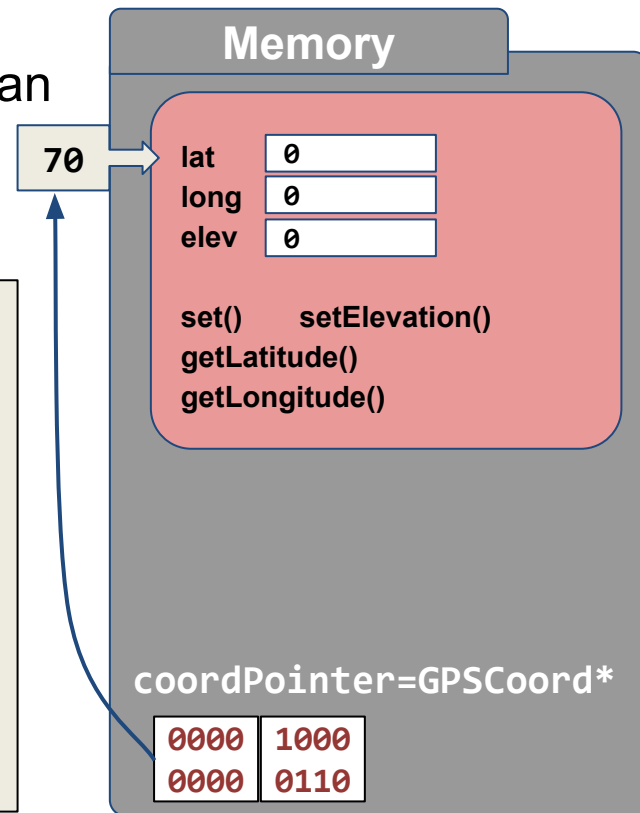 Memory
an
70
lat 0
long 0
elev 0
set() setElevation()
getLatitude()
getLongitude()
coordPointer=GPSCoord*
0000 1000
0000 0110